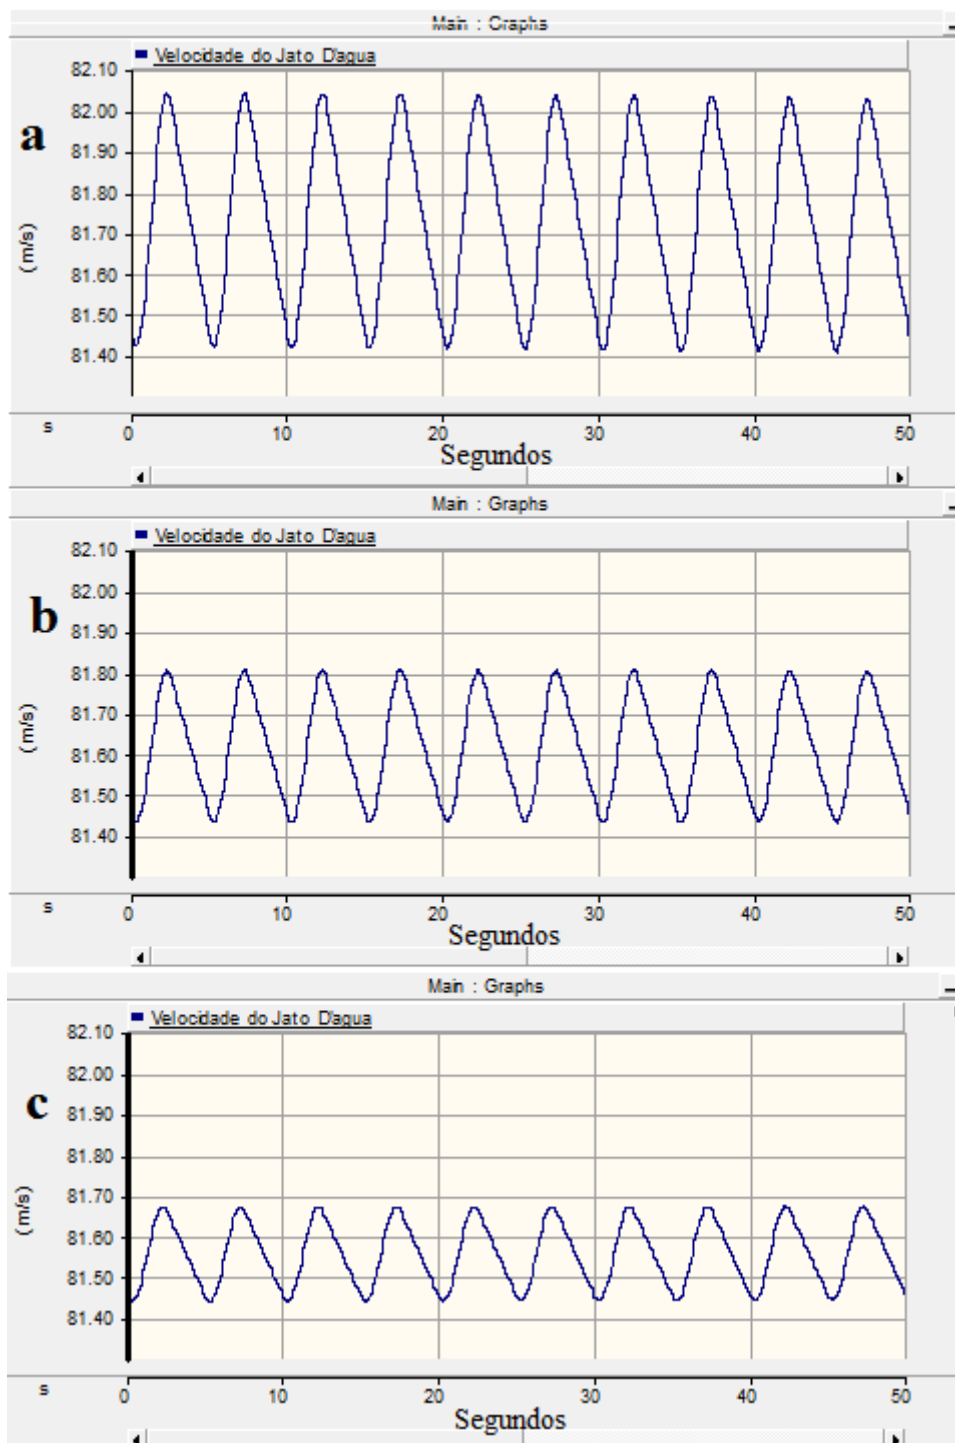 Main : Graphs
Velocidade do Jato D'agua
82.10
82.00
a
81.90
81.80
81.70
(m/s)
81.60
81.50
81.40
s
0 10 20 30 40 50
Segundos
Main : Graphs
Velocidade do Jato D'agua
82.10
82.00
b
81.90
81.80
81.70
(m/s)
81.60
81.50
81.40
s
0 10 20 30 40 50
Segundos
Main : Graphs
Velocidade do Jato D'agua
82.10
82.00
c
81.90
81.80
81.70
(m/s)
81.60
81.50
81.40
s
0 10 20 30 40 50
Segundos